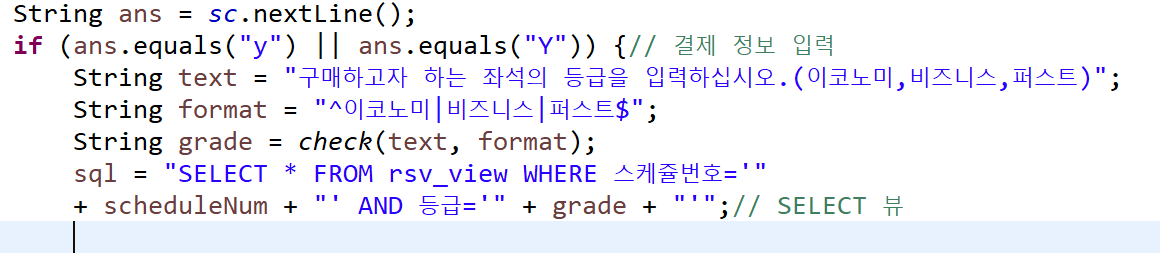 String ans = sc.nextLine();
if (ans.equals("y") || ans.equals("Y")) {// 결제 정보 입력
String text = "구매하고자 하는 좌석의 등급을 입력하십시오.(이코노미,비즈니스,퍼스트)";
String format = "^이코노미|비즈니스|퍼스트$";
String grade = check(text, format);
sql = "SELECT * FROM rsv_view WHERE 스케쥴번호='"
+ scheduleNum + "' AND 등급='" + grade + "'";// SELECT 뷰